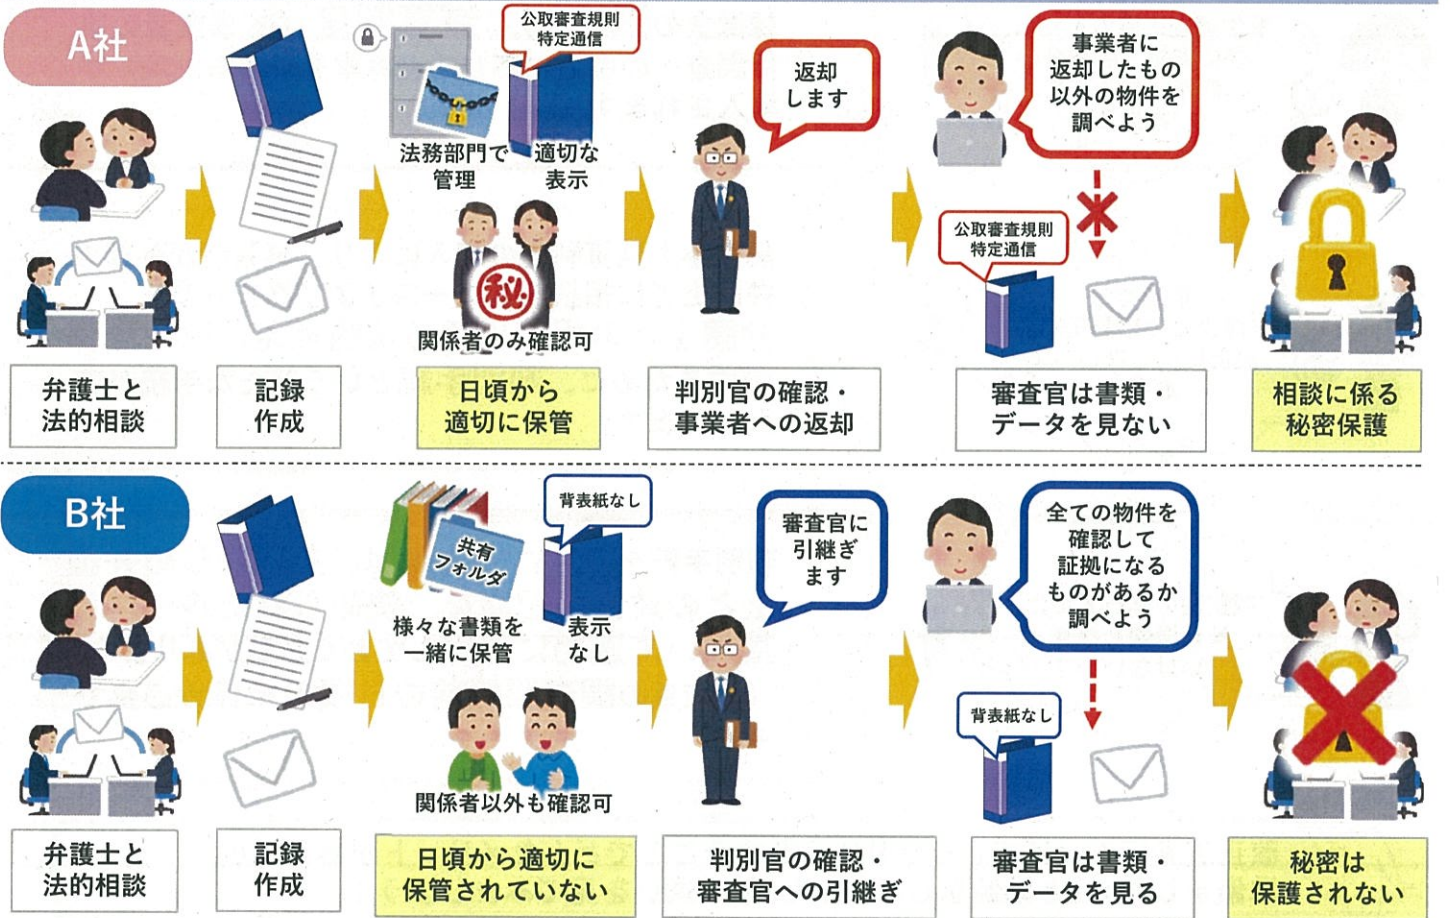 A社
公取審査規則
特定通信
法務部門で
管理
適切な
表示
秘
関係者のみ確認可
返却
します
事業者に
返却したもの
以外の物件を
調べよう
公取審査規則
特定通信
弁護士と
法的相談
記録
作成
日頃から
適切に保管
判別官の確認・
事業者への返却
審査官は書類・
データを見ない
相談に係る
秘密保護
B社
共有
フォルダ
背表紙なし
様々な書類を
一緒に保管
表示
なし
関係者以外も確認可
審査官に
引継ぎ
ます
全ての物件を
確認して
証拠になる
ものがあるか
調べよう
背表紙なし
弁護士と
法的相談
記録
作成
日頃から適切に
保管されていない
判別官の確認・
審査官への引継ぎ
審査官は書類・
データを見る
秘密は
保護されない